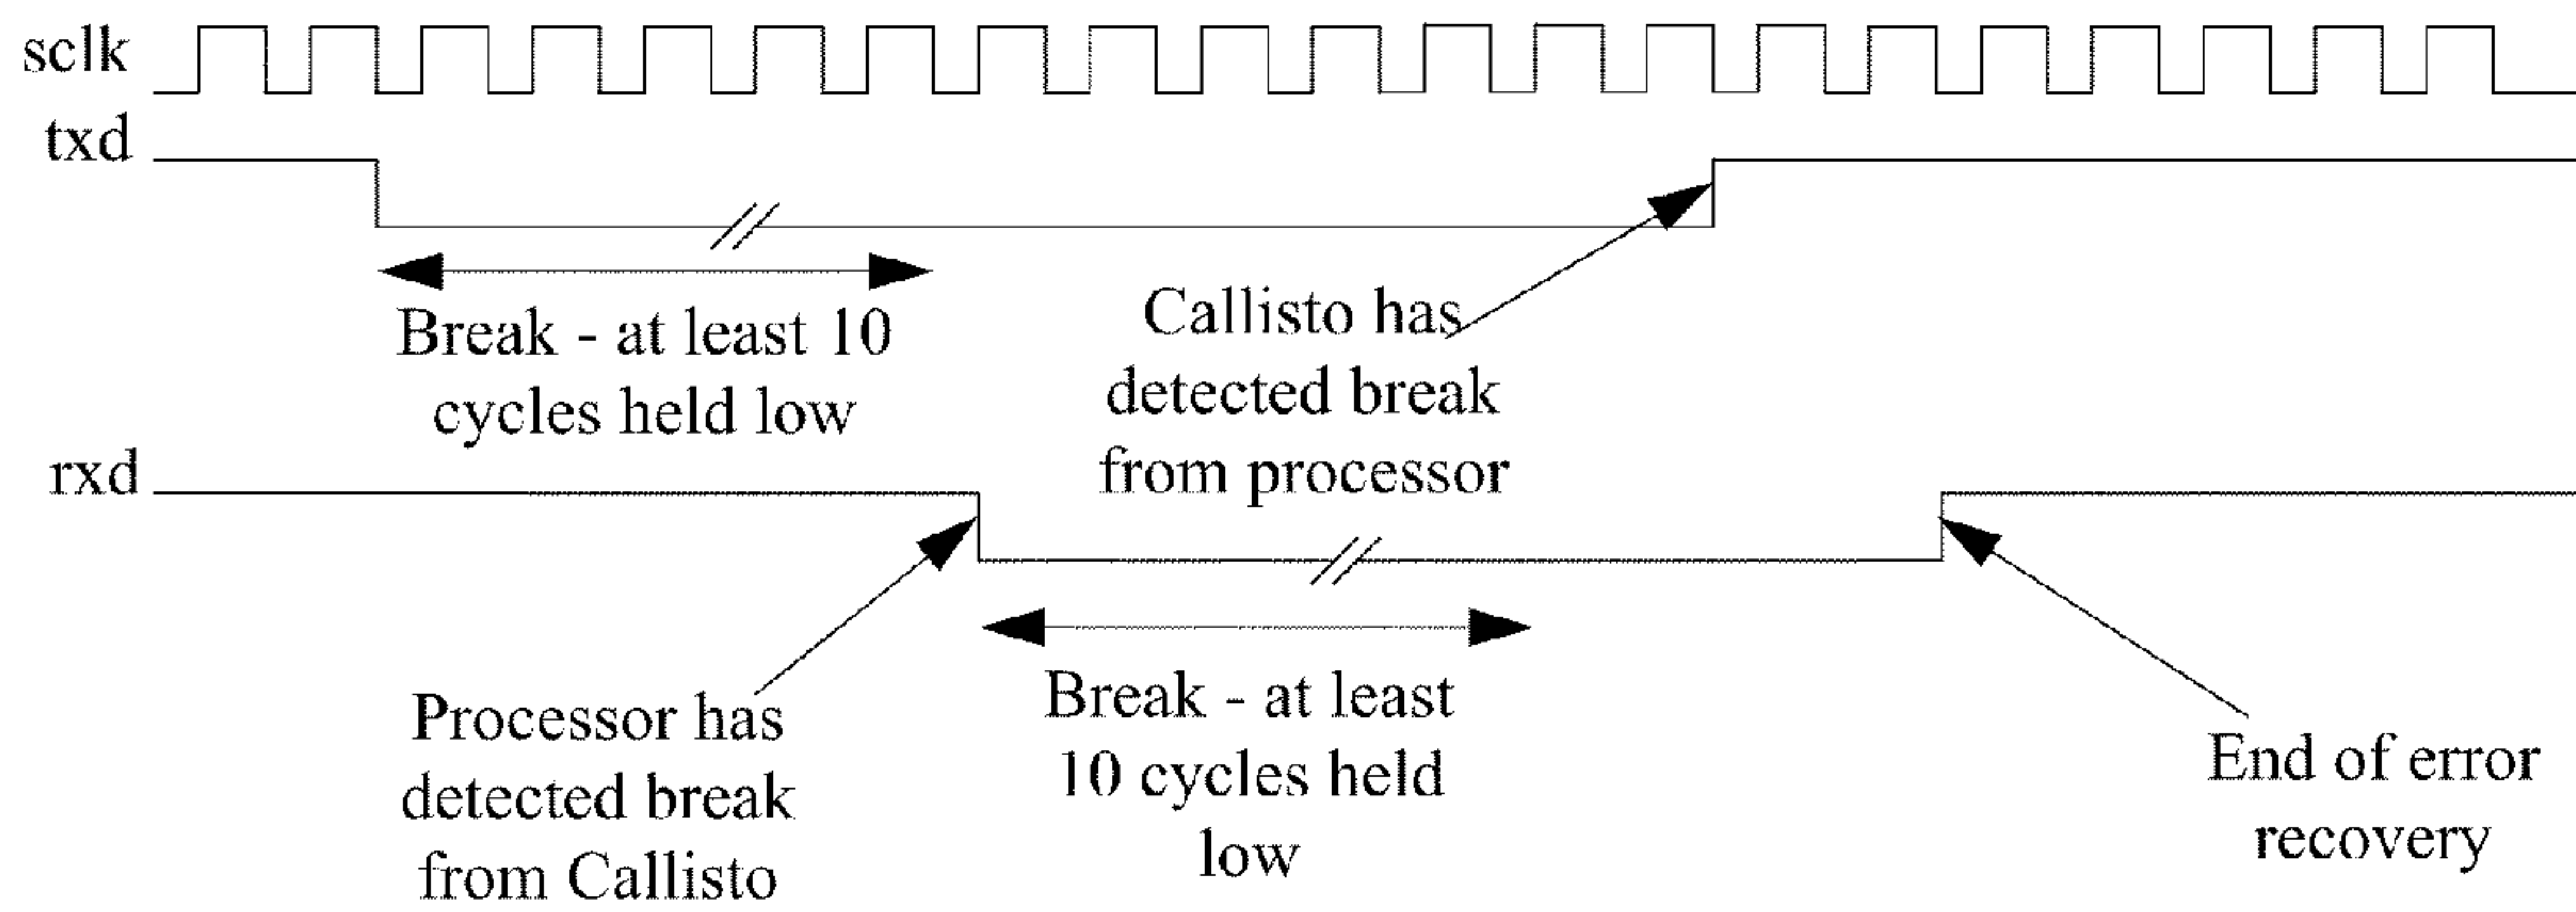 sclk
txd
Break - at least 10
cycles held low
Callisto has
detected break
from processor
rxd
Processor has
detected break
from Callisto
Break - at least
10 cycles held
low
End of error
recovery